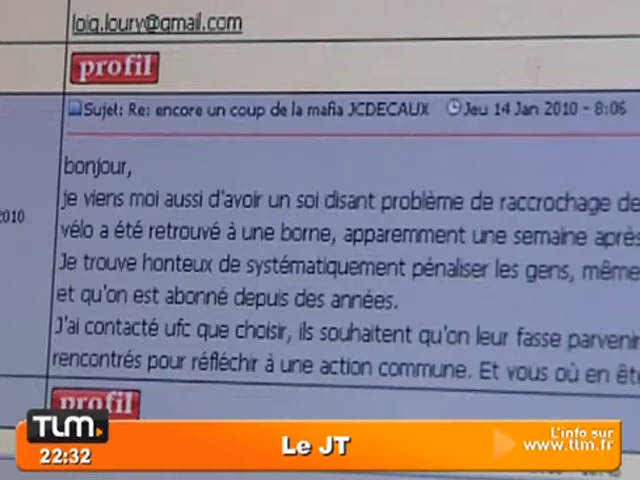 loig.loury@gmail.com
profil
Sujet: Re: encore un coup de la mafia JCDECAUX Jeu 14 Jan 2010 - 8:06
bonjour,
je viens moi aussi d'avoir un soi disant problème de raccrochage de
2010
vélo a été retrouvé à une borne, apparemment une semaine après
Je trouve honteux de systématiquement pénaliser les gens, même
et qu'on est abonné depuis des années.
J'ai contacté ufc que choisir, ils souhaitent qu'on leur fasse parvenir
rencontrés pour réfléchir à une action commune. Et vous où en ête
profil
TLM
22:32
Le JT
L'info sur
www.tlm.fr